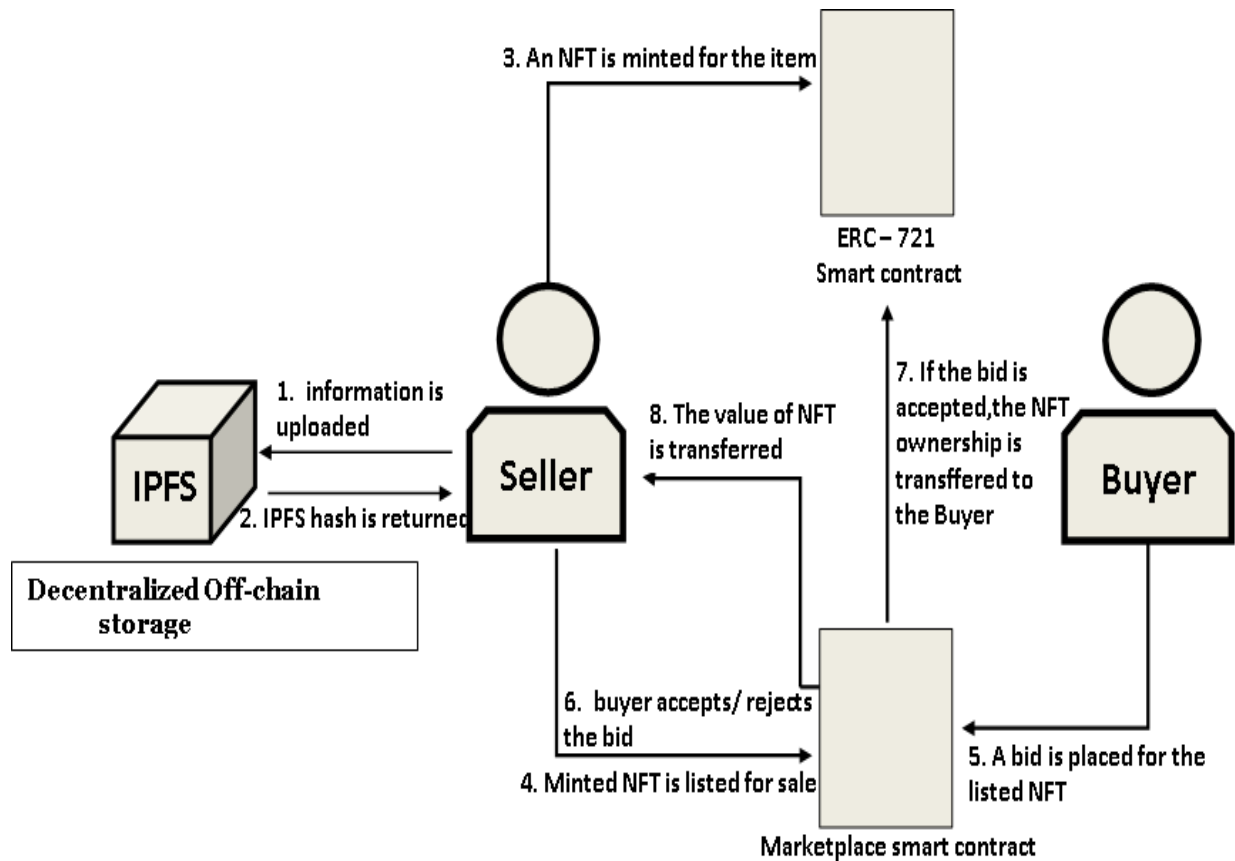 3. An NFT is minted for the item
ERC – 721
Smart contract
1. information is
uploaded
IPFS
2. IPFS hash is returned
Decentralized Off-chain
storage
Seller
8. The value of NFT
is transferred
7. If the bid is
accepted,the NFT
ownership is
transffered to
the Buyer
Buyer
6. buyer accepts/ rejects
the bid
4. Minted NFT is listed for sale
5. A bid is placed for the
listed NFT
Marketplace smart contract